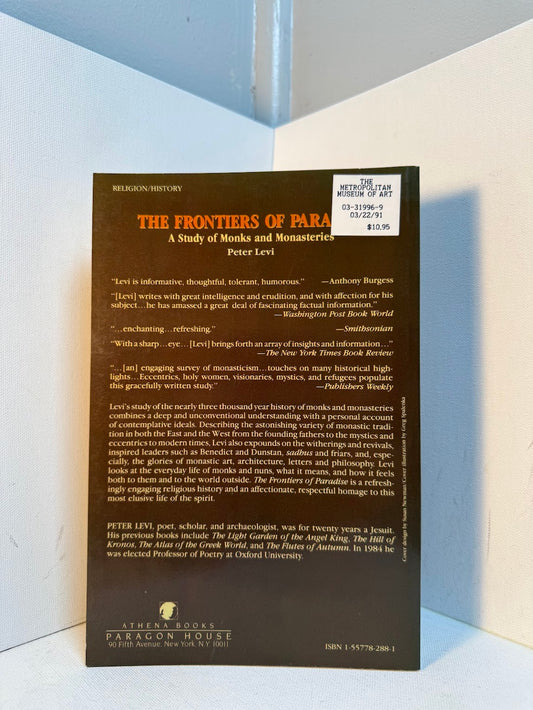 RELIGION/HISTORY
THE
METROPOLITAN
MUSEUM OF ART
03-31996-9
03/22/91
$10.95
THE FRONTIERS OF PARA
A Study of Monks and Monasteries
Peter Levi
"Levi is informative, thoughtful, tolerant, humorous." —Anthony Burgess
"[Levi] writes with great intelligence and erudition, and with affection for his
subject...he has amassed a great deal of fascinating factual information."
—Washington Post Book World
"...enchanting...refreshing." —Smithsonian
"With a sharp...eye...[Levi] brings forth an array of insights and information..."
—The New York Times Book Review
"...[an] engaging survey of monasticism...touches on many historical high-
lights...Eccentrics, holy women, visionaries, mystics, and refugees populate
this gracefully written study." —Publishers Weekly
Levi's study of the nearly three thousand year history of monks and monasteries
combines a deep and unconventional understanding with a personal account
of contemplative ideals. Describing the astonishing variety of monastic tradi-
tion in both the East and the West from the founding fathers to the mystics and
eccentrics to modern times, Levi also expounds on the witherings and revivals,
inspired leaders such as Benedict and Dunstan, sadhus and friars, and, espe-
cially, the glories of monastic art, architecture, letters and philosophy. Levi
looks at the everyday life of monks and nuns, what it means, and how it feels
both to them and to the world outside. The Frontiers of Paradise is a refresh-
ingly engaging religious history and an affectionate, respectful homage to this
most elusive life of the spirit.
PETER LEVI, poet, scholar, and archaeologist, was for twenty years a Jesuit.
His previous books include The Light Garden of the Angel King, The Hill of
Kronos, The Atlas of the Greek World, and The Flutes of Autumn. In 1984 he
was elected Professor of Poetry at Oxford University.
Cover design by Susan Newman/Cover illustration by Greg Spalenka
ATHENA BOOKS
PARAGON HOUSE
90 Fifth Avenue, New York, N.Y. 10011
ISBN 1-55778-288-1